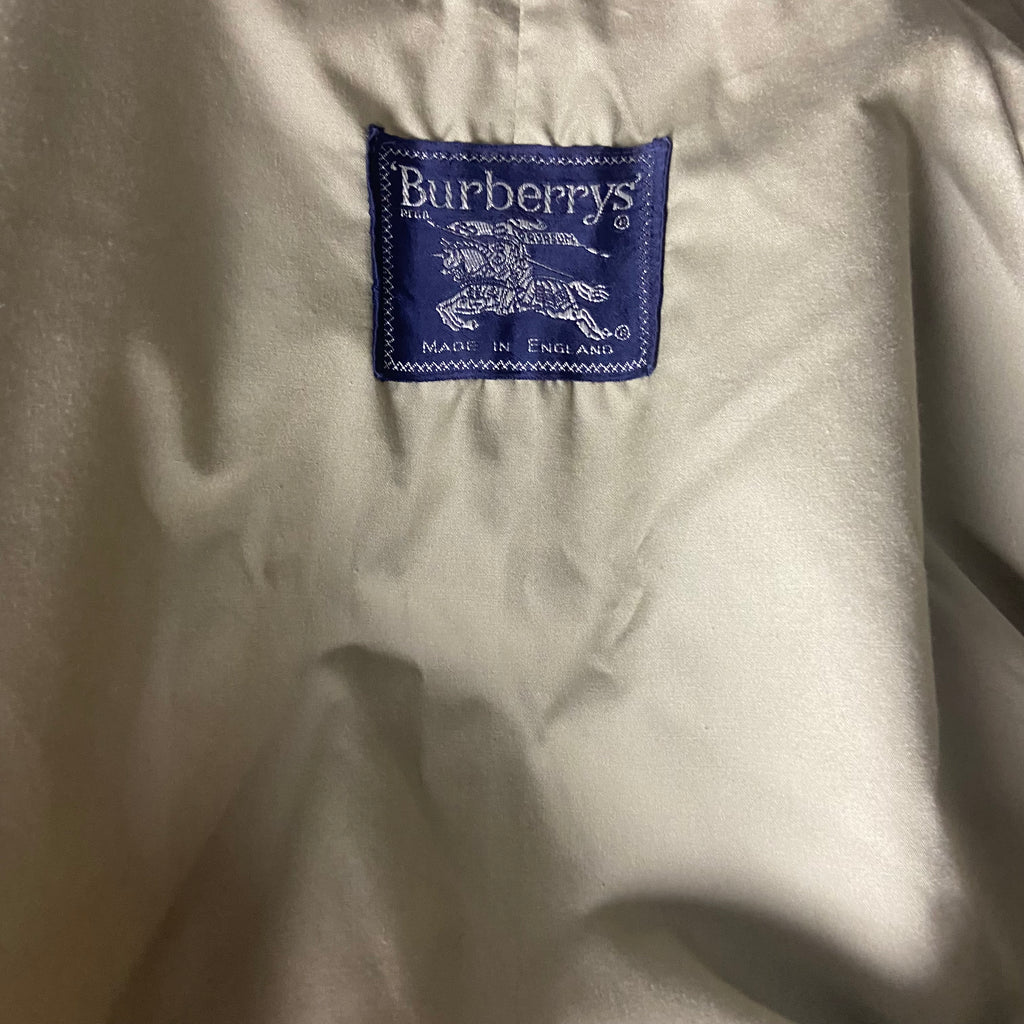 'Burberrys'
REGD.
®
®
MADE IN ENGLAND